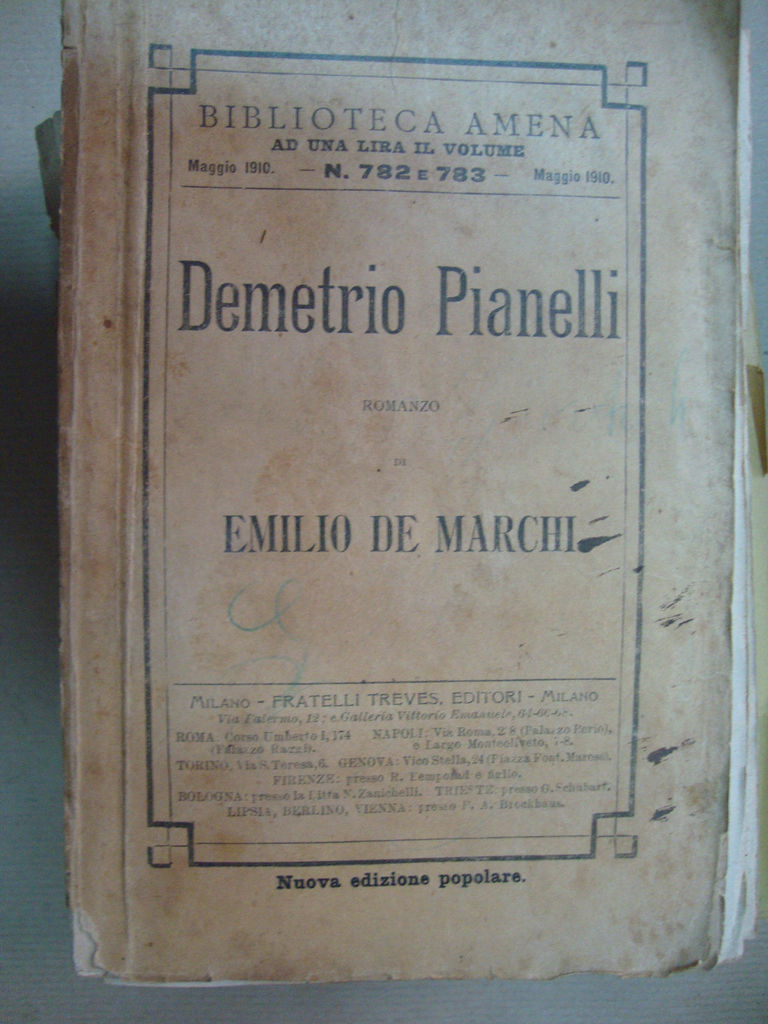 BIBLIOTECA AMENA
AD UNA LIRA IL VOLUME
Maggio 1910. — N. 782 E 783 — Maggio 1910.
Demetrio Pianelli
ROMANZO
DI
EMILIO DE MARCHI
MILANO - FRATELLI TREVES, EDITORI - MILANO
Via Palermo, 12; e Galleria Vittorio Emanuele, 64-66-68.
ROMA: Corso Umberto I, 174 NAPOLI: Via Roma, 28 (Palazzo
(Palazzo e Largo Monteoliveto, 7-8.
TORINO, Via S. Teresa, 6. GENOVA: Vico Stella, 24 (Piazza Font. Marose).
FIRENZE: presso R. Bemporad e figlio.
BOLOGNA: presso la Ditta N. Zanichelli. TRIESTE: presso G. Schubart.
LIPSIA, BERLINO, VIENNA: presso F. A. Brockhaus.
Nuova edizione popolare.